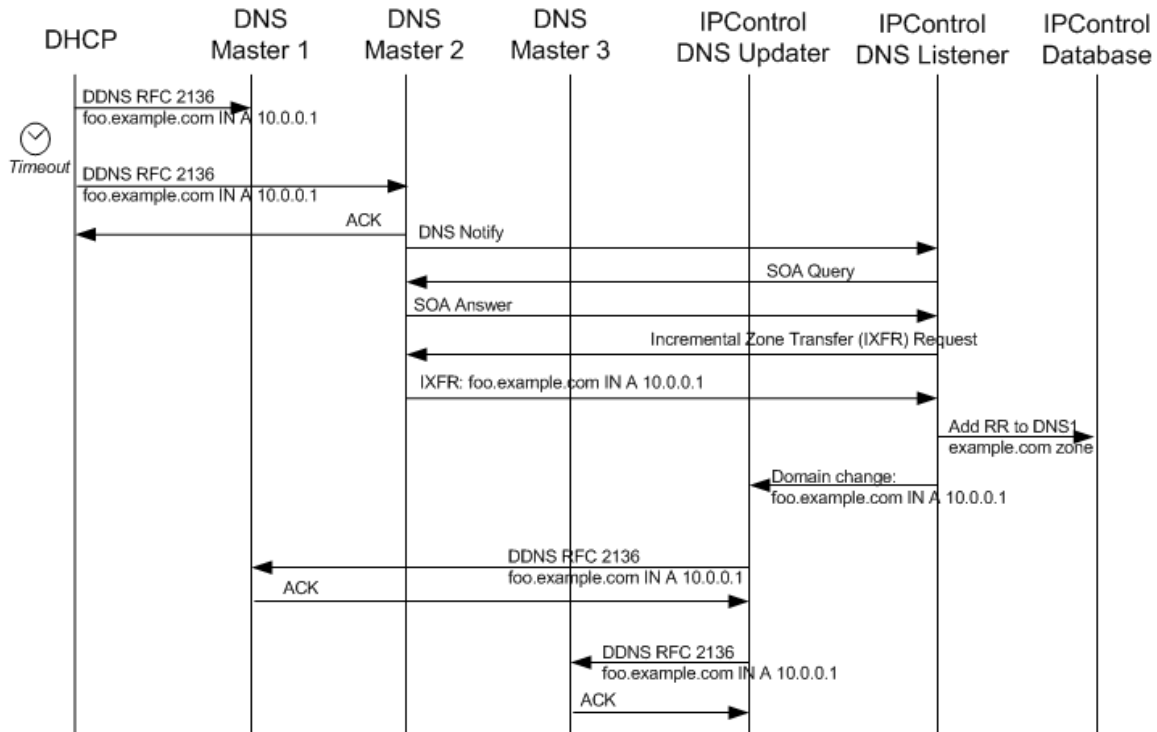 DHCP
DNS
Master 1
DNS
Master 2
DNS
Master 3
IPControl
DNS Updater
IPControl
DNS Listener
IPControl
Database
DDNS RFC 2136
foo.example.com IN A 10.0.0.1
Timeout
DDNS RFC 2136
foo.example.com IN A 10.0.0.1
ACK
DNS Notify
SOA Query
SOA Answer
Incremental Zone Transfer (IXFR) Request
IXFR: foo.example.com IN A 10.0.0.1
Add RR to DNS1
example.com zone
Domain change:
foo.example.com IN A 10.0.0.1
DDNS RFC 2136
foo.example.com IN A 10.0.0.1
ACK
DDNS RFC 2136
foo.example.com IN A 10.0.0.1
ACK